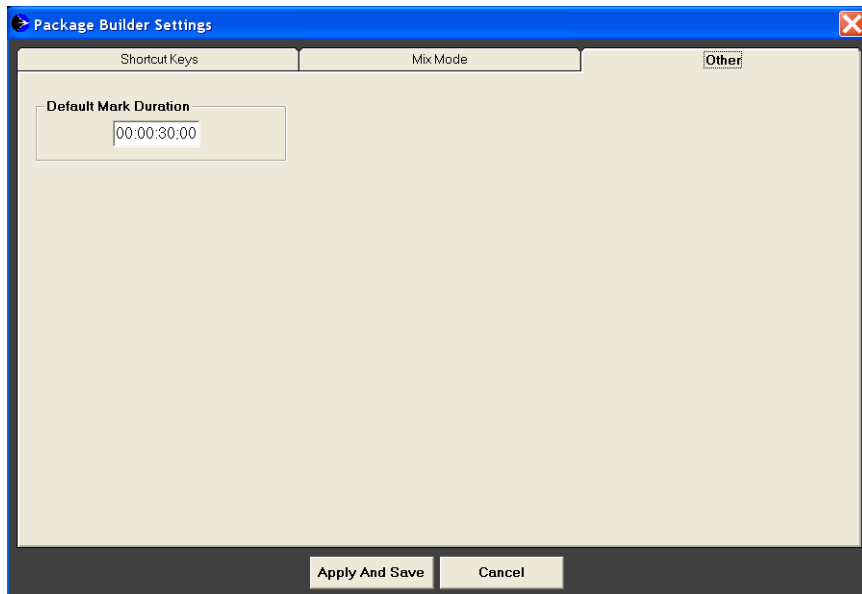 Package Builder Settings
Shortcut Keys
Mix Mode
Other
Default Mark Duration
00:00:30;00
Apply And Save
Cancel